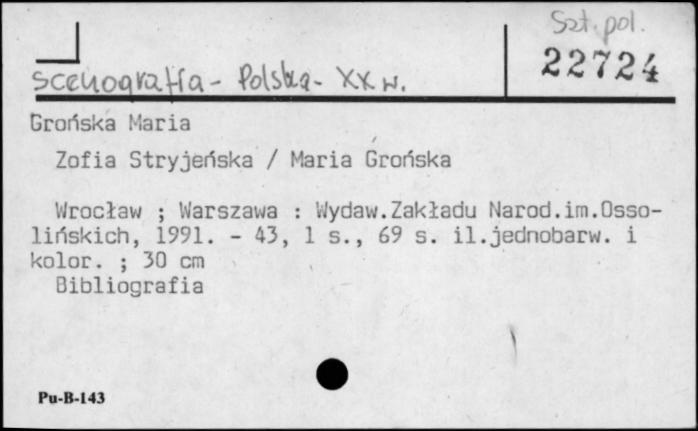 Szt. pol.
22724
Scenografia - Polska - XX w.
Grońska Maria
Zofia Stryjeńska / Maria Grońska
Wrocław ; Warszawa : Wydaw.Zakładu Narod.im.Osso-
lińskich, 1991. - 43, 1 s., 69 s. il.jednobarw. i
kolor. ; 30 cm
Bibliografia
Pu-B-143